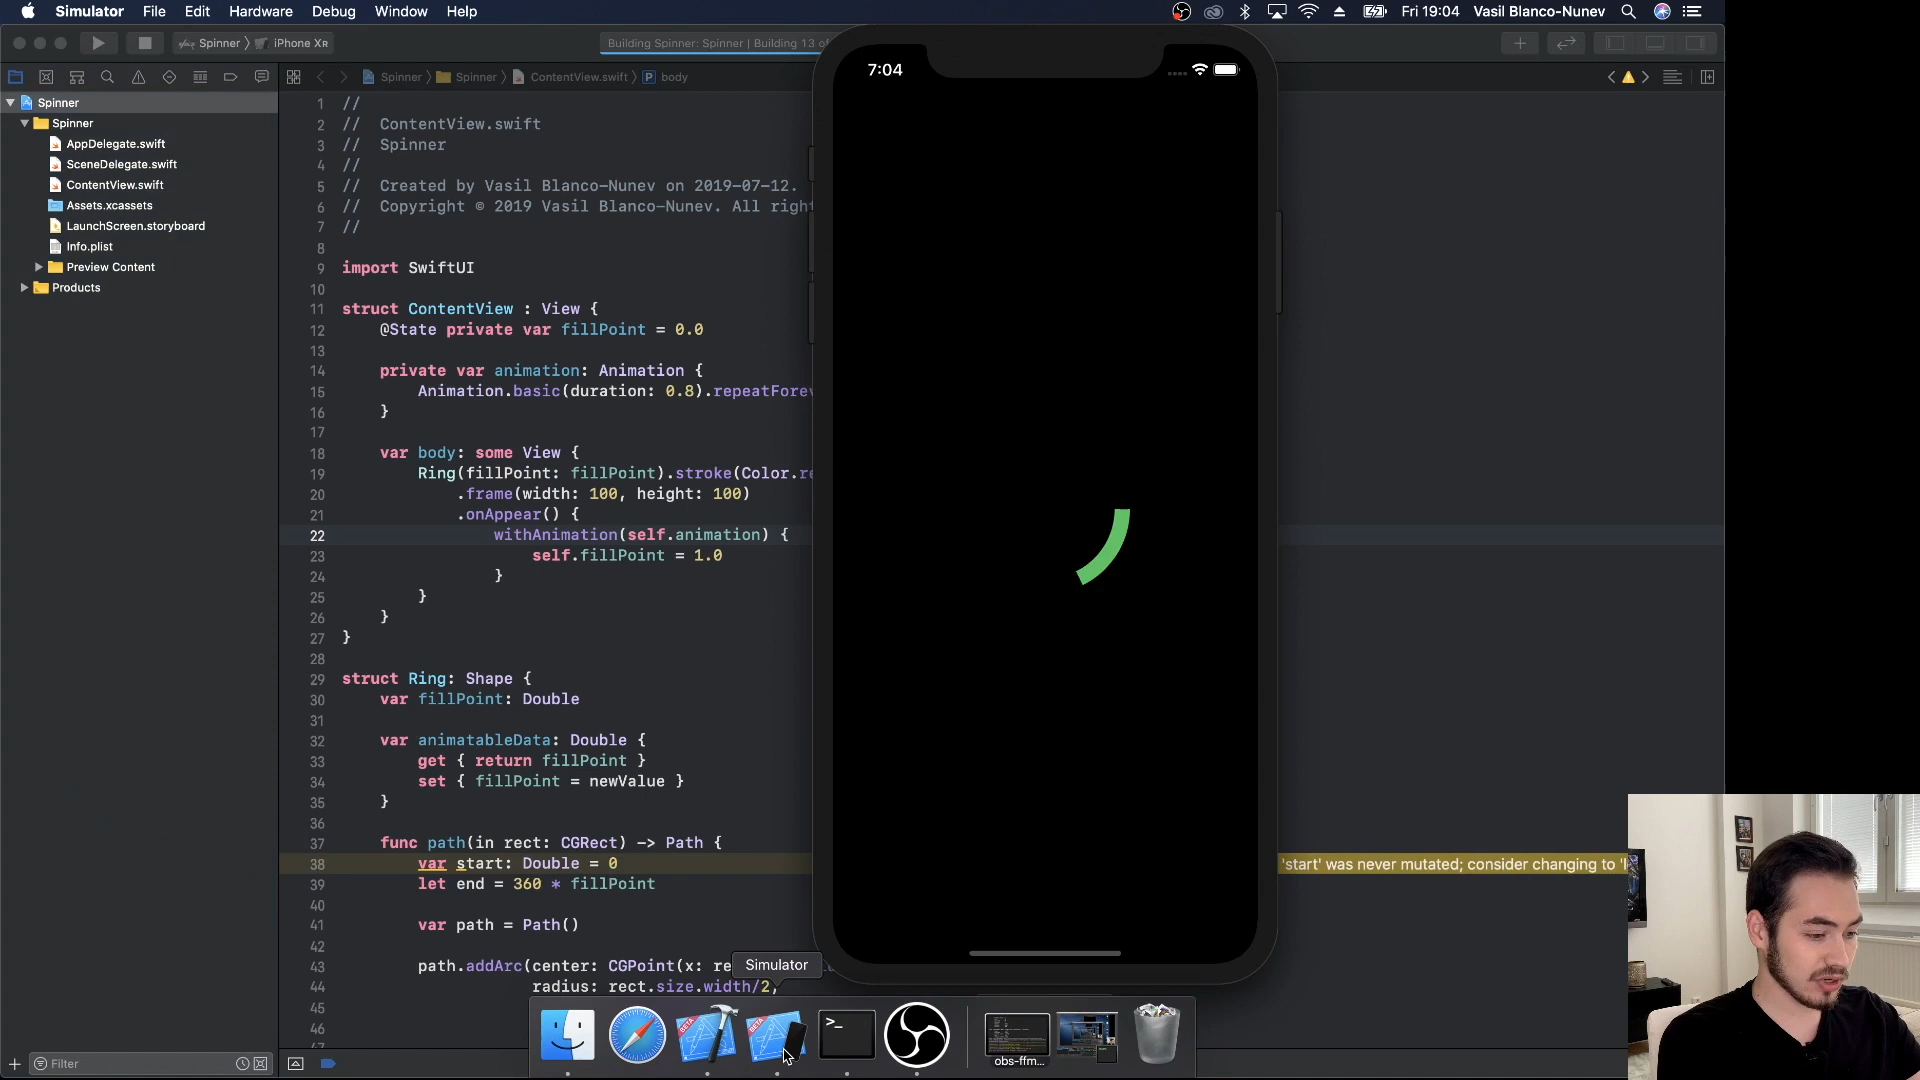 Simulator File Edit Hardware Debug Window Help
Fri 19:04 Vasil Blanco-Nunev
Spinner iPhone XR
Building Spinner: Spinner | Building 13 of
Spinner Spinner ContentView.swift P body
Spinner
Spinner
AppDelegate.swift
SceneDelegate.swift
ContentView.swift
Assets.xcassets
LaunchScreen.storyboard
Info.plist
Preview Content
Products
Filter
1 //
2 // ContentView.swift
3 // Spinner
4 //
5 // Created by Vasil Blanco-Nunev on 2019-07-12.
6 // Copyright © 2019 Vasil Blanco-Nunev. All righ
7 //
8
9 import SwiftUI
10
11 struct ContentView : View {
12 @State private var fillPoint = 0.0
13
14 private var animation: Animation {
15 Animation.basic(duration: 0.8).repeatForev
16 }
17
18 var body: some View {
19 Ring(fillPoint: fillPoint).stroke(Color.re
20 .frame(width: 100, height: 100)
21 .onAppear() {
22 withAnimation(self.animation) {
23 self.fillPoint = 1.0
24 }
25 }
26 }
27 }
28
29 struct Ring: Shape {
30 var fillPoint: Double
31
32 var animatableData: Double {
33 get { return fillPoint }
34 set { fillPoint = newValue }
35 }
36
37 func path(in rect: CGRect) -> Path {
38 var start: Double = 0
'start' was never mutated; consider changing to 'l
39 let end = 360 * fillPoint
40
41 var path = Path()
42
43 path.addArc(center: CGPoint(x: re
44 radius: rect.size.width/2,
45
46
47
7:04
Simulator
BETA
BETA
>_
obs-ffm...